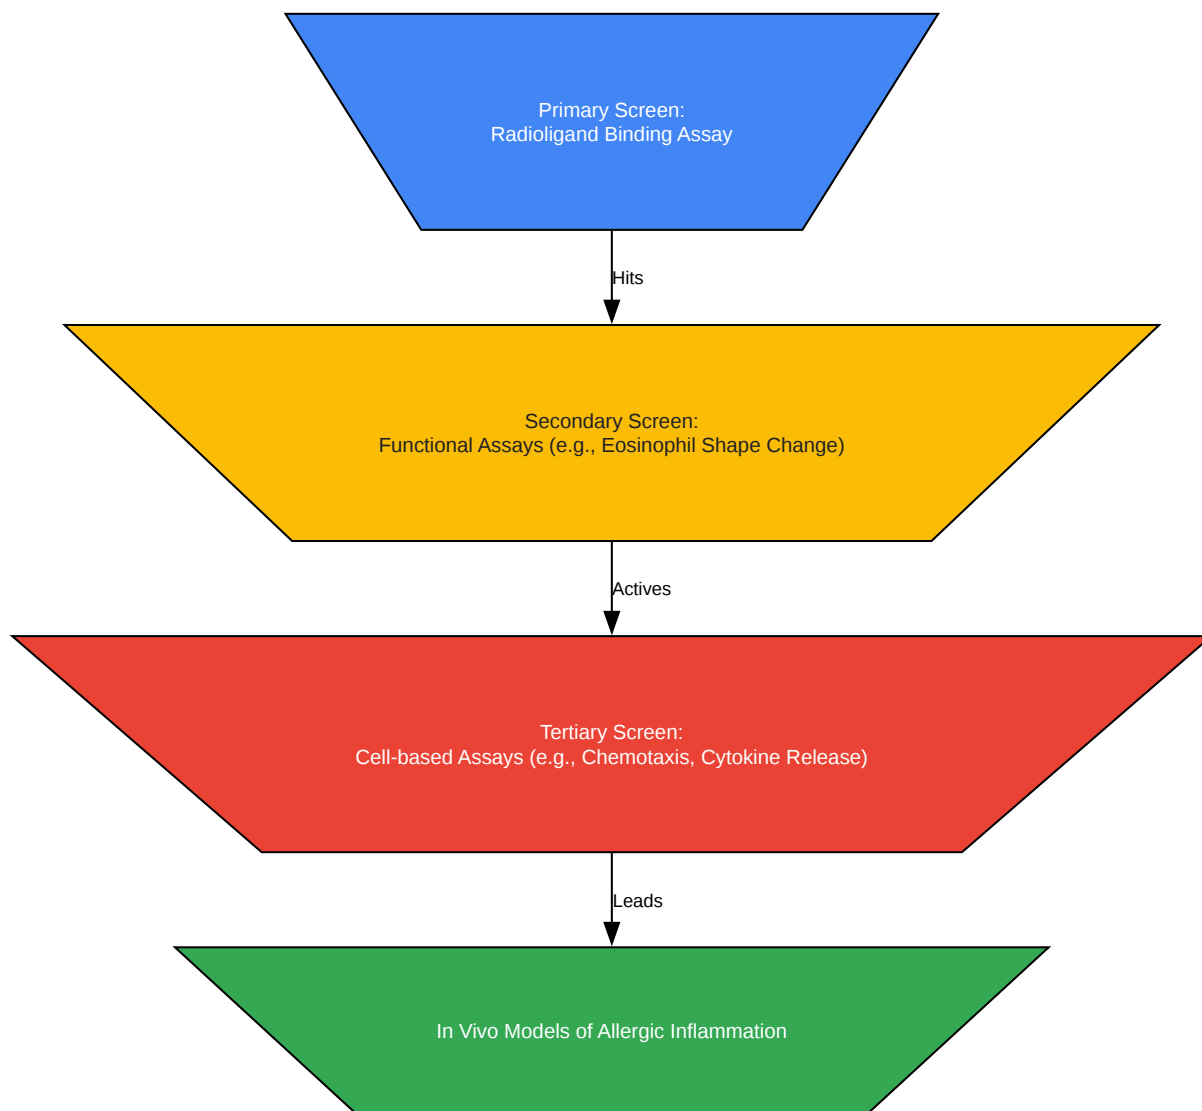 Primary Screen:
Radioligand Binding Assay
Hits
Secondary Screen:
Functional Assays (e.g., Eosinophil Shape Change)
Actives
Tertiary Screen:
Cell-based Assays (e.g., Chemotaxis, Cytokine Release)
Leads
In Vivo Models of Allergic Inflammation